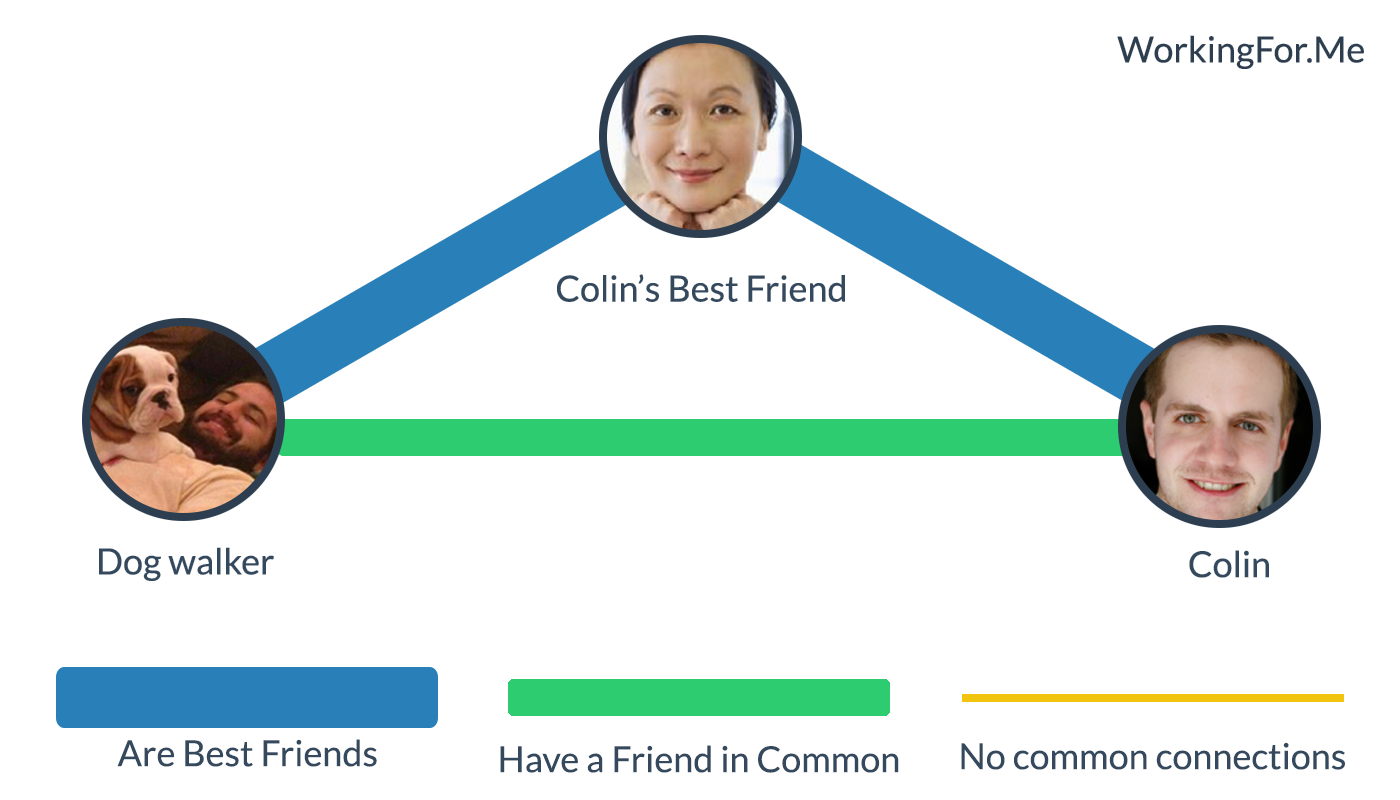 WorkingFor.Me
Colin’s Best Friend
Dog walker
Colin
Are Best Friends
Have a Friend in Common
No common connections